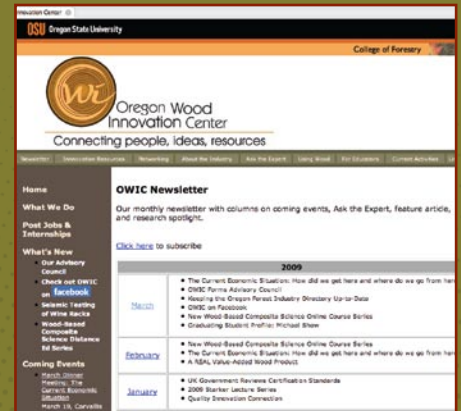 Innovation Center
OSU Oregon State University
College of Forestry
Wi
Oregon Wood
Innovation Center
Connecting people, ideas, resources
Newsletter Innovation Resources Networking About the Industry Ask the Expert Using Wood For Educators Current Activities
Home
What We Do
Post Jobs &
Internships
What's New
Our Advisory
Council
Check out OWIC
on facebook
Seismic Testing
of Wine Racks
Wood-Based
Composite
Science Distance
Ed Series
Coming Events
March Dinner
Meeting: The
Current Economic
Situation
March 19, Corvallis
OWIC Newsletter
Our monthly newsletter with columns on coming events, Ask the Expert, feature article,
and research spotlight.
Click here to subscribe
2009
March
The Current Economic Situation: How did we get here and where do we go from her
OWIC Forms Advisory Council
Keeping the Oregon Forest Industry Directory Up-to-Date
OWIC on Facebook
New Wood-Based Composite Science Online Course Series
Graduating Student Profile: Michael Show
February
New Wood-Based Composite Science Online Course Series
The Current Economic Situation: How did we get here and where do we go from her
A REAL Value-Added Wood Product
January
UK Government Reviews Certification Standards
2009 Starker Lecture Series
Quality Innovation Connection